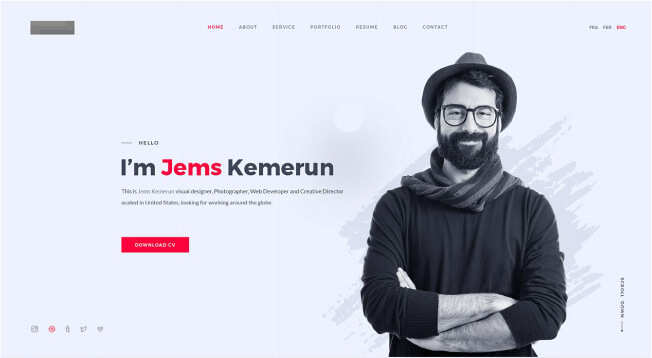 HOME ABOUT SERVICE PORTFOLIO RESUME BLOG CONTACT
FRA FER ENG
HELLO
I'm Jems Kemerun
This is Jems Kemerun visual designer, Photographer, Web Developer and Creative Director
ocated in United States, looking for working around the globe.
DOWNLOAD CV
SCROLL DOWN